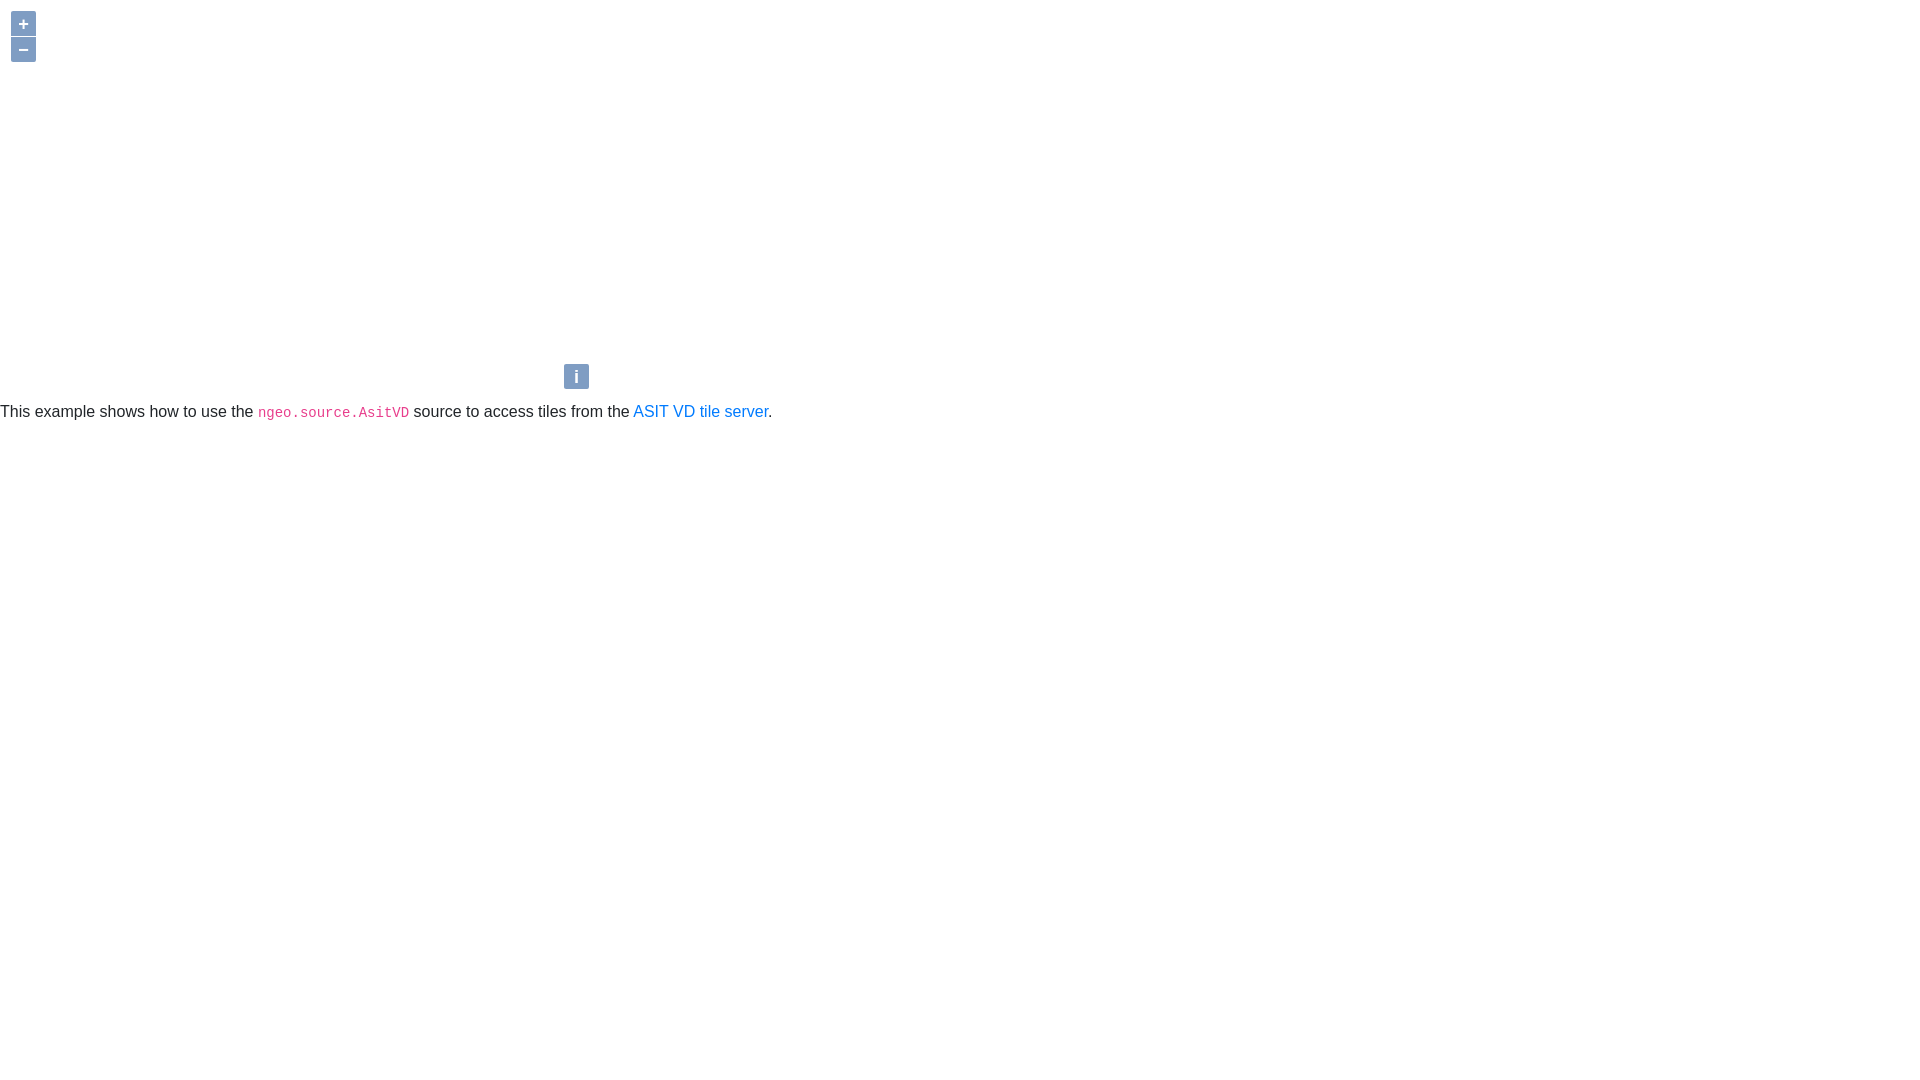 +
–
i
This example shows how to use the ngeo.source.AsitVD source to access tiles from the ASIT VD tile server.